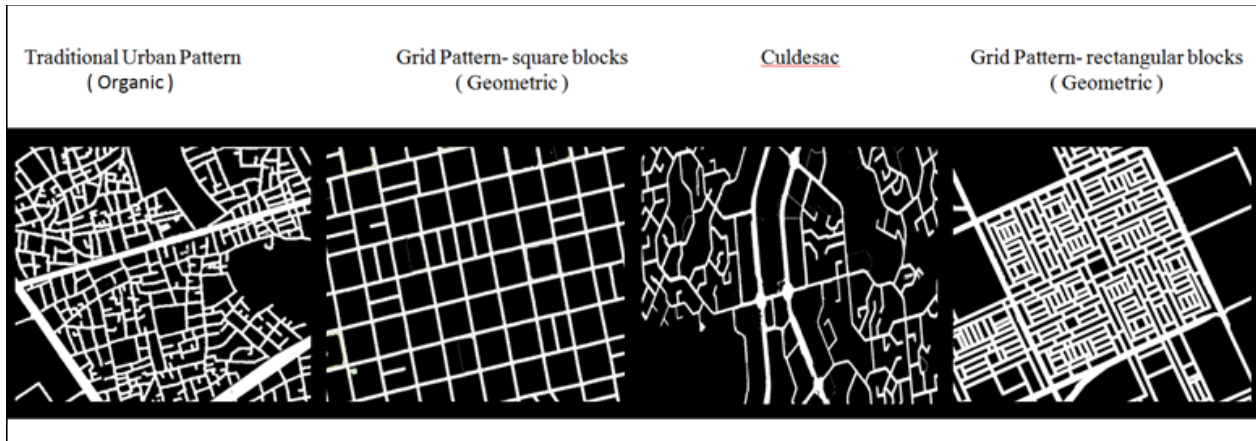 Traditional Urban Pattern
( Organic )
Grid Pattern- square blocks
( Geometric )
Culdesac
Grid Pattern- rectangular blocks
( Geometric )